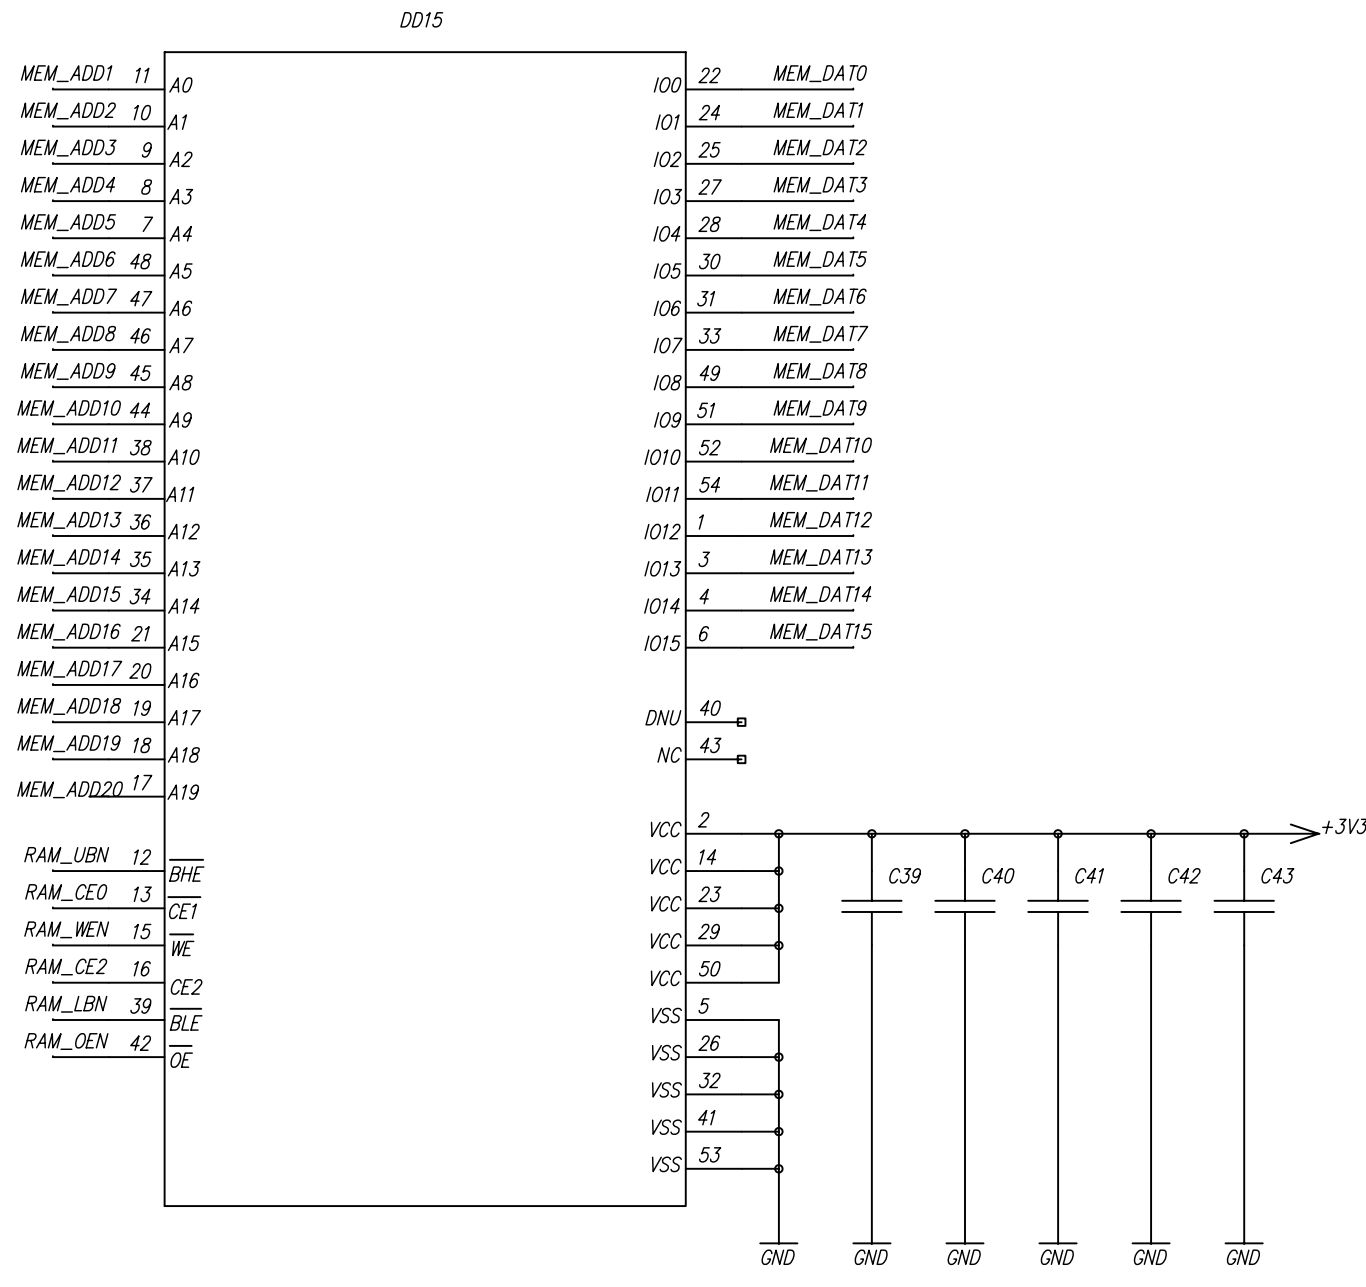 DD15
MEM_ADD1 11 A0 IO0 22 MEM_DAT0
MEM_ADD2 10 A1 IO1 24 MEM_DAT1
MEM_ADD3 9 A2 IO2 25 MEM_DAT2
MEM_ADD4 8 A3 IO3 27 MEM_DAT3
MEM_ADD5 7 A4 IO4 28 MEM_DAT4
MEM_ADD6 48 A5 IO5 30 MEM_DAT5
MEM_ADD7 47 A6 IO6 31 MEM_DAT6
MEM_ADD8 46 A7 IO7 33 MEM_DAT7
MEM_ADD9 45 A8 IO8 49 MEM_DAT8
MEM_ADD10 44 A9 IO9 51 MEM_DAT9
MEM_ADD11 38 A10 IO10 52 MEM_DAT10
MEM_ADD12 37 A11 IO11 54 MEM_DAT11
MEM_ADD13 36 A12 IO12 1 MEM_DAT12
MEM_ADD14 35 A13 IO13 3 MEM_DAT13
MEM_ADD15 34 A14 IO14 4 MEM_DAT14
MEM_ADD16 21 A15 IO15 6 MEM_DAT15
MEM_ADD17 20 A16
MEM_ADD18 19 A17 DNU 40
MEM_ADD19 18 A18 NC 43
MEM_ADD20 17 A19
VCC 2 +3V3
RAM_UBN 12 BHE VCC 14
C39 C40 C41 C42 C43
RAM_CE0 13 CE1 VCC 23
RAM_WEN 15 WE VCC 29
RAM_CE2 16 CE2 VCC 50
RAM_LBN 39 BLE VSS 5
RAM_OEN 42 OE VSS 26
VSS 32
VSS 41
VSS 53
GND GND GND GND GND GND